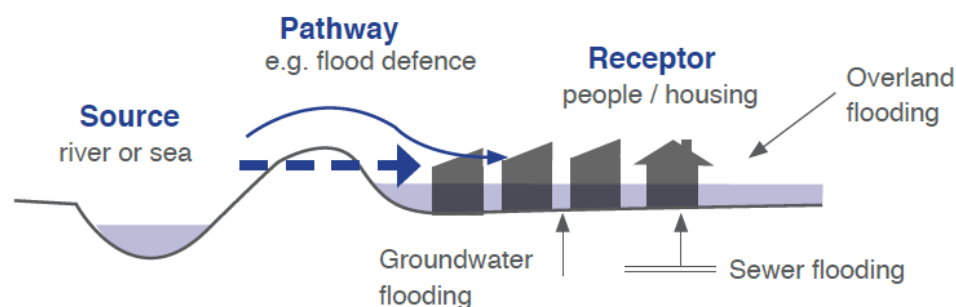 Pathway
e.g. flood defence
Receptor
people / housing
Overland
flooding
Source
river or sea
Groundwater
flooding
Sewer flooding